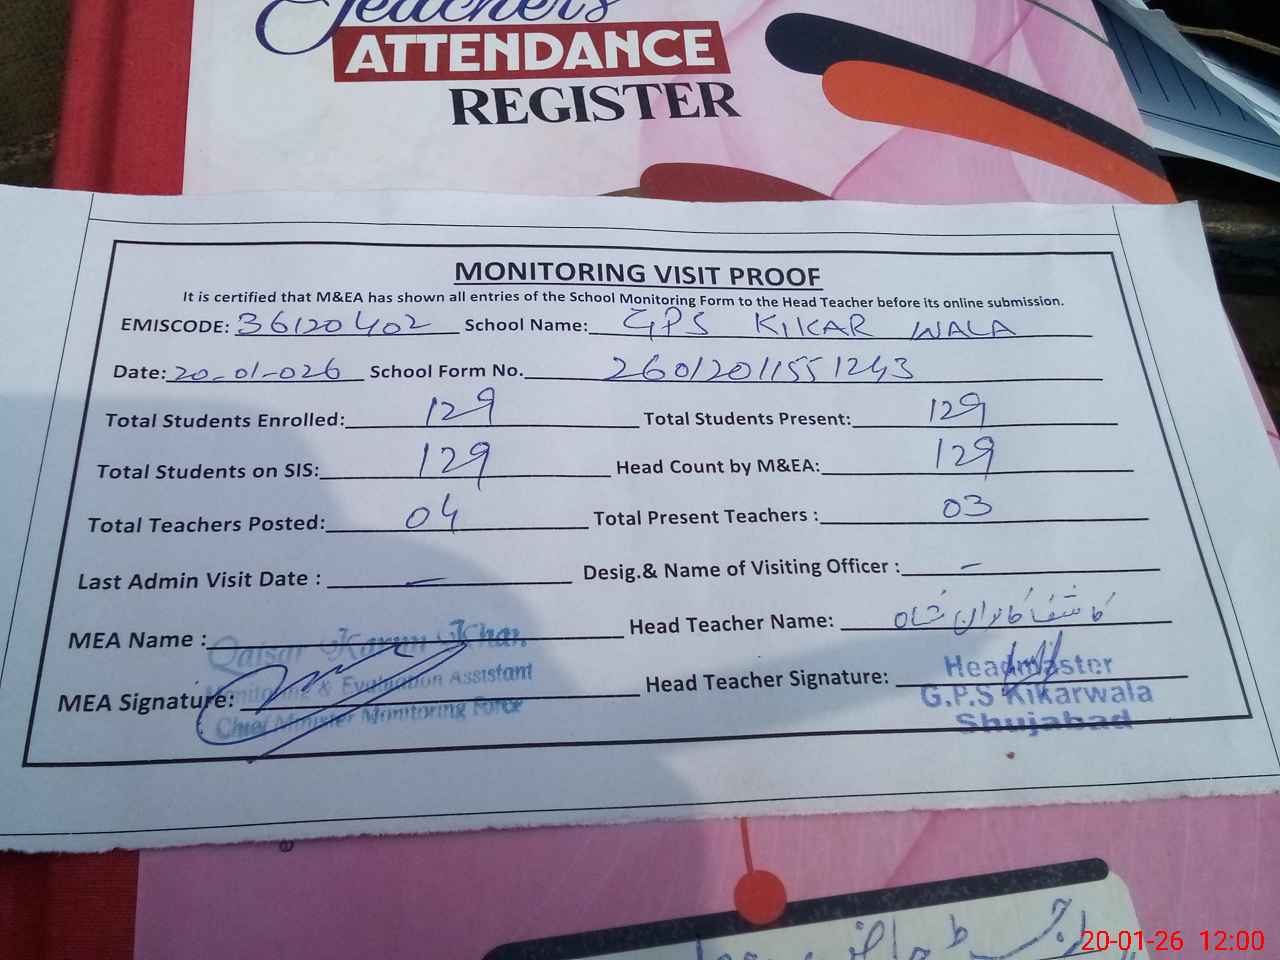 Teacher's
ATTENDANCE
REGISTER
MONITORING VISIT PROOF
It is certified that M&EA has shown all entries of the School Monitoring Form to the Head Teacher before its online submission.
EMISCODE: 36120402 School Name: GPS KIKAR WALA
Date: 20-01-026 School Form No. 26012011551243
Total Students Enrolled: 129 Total Students Present: 129
Total Students on SIS: 129 Head Count by M&EA: 129
Total Teachers Posted: 04 Total Present Teachers : 03
Last Admin Visit Date : — Desig.& Name of Visiting Officer : —
MEA Name : Qaisar Karim Khan Head Teacher Name:
Monitoring & Evaluation Assistant
MEA Signature: Head Teacher Signature: Headmaster
Chief Minister Monitoring Force G.P.S Kikarwala
Shujabad
20-01-26 12:00